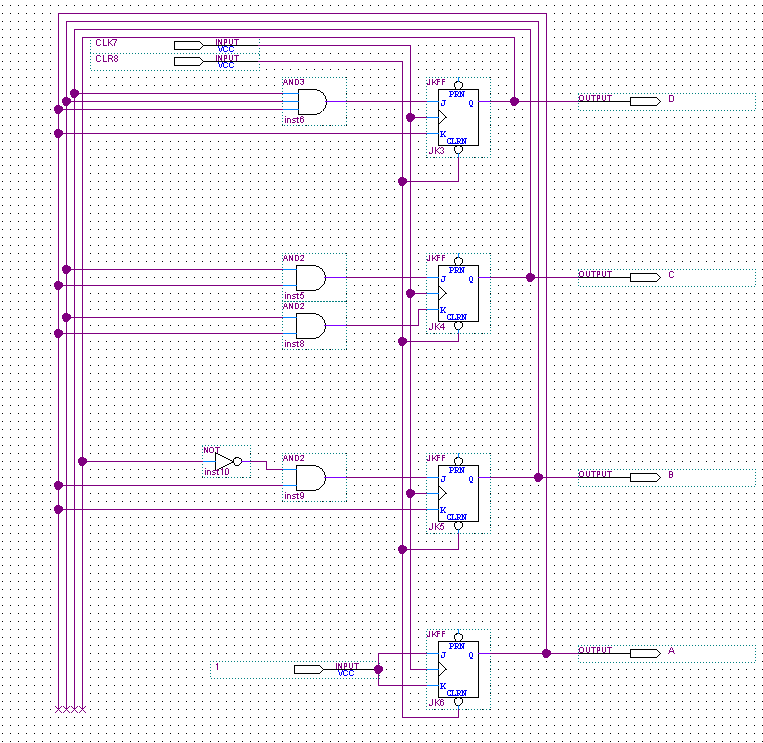 CLK7 INPUT
VCC
CLR8 INPUT
VCC
AND3
inst6
JKFF
PRN
J Q
K
CLRN
JK3
OUTPUT D
AND2
inst5
AND2
inst8
JKFF
PRN
J Q
K
CLRN
JK4
OUTPUT C
NOT
inst10
AND2
inst9
JKFF
PRN
J Q
K
CLRN
JK5
OUTPUT B
1 INPUT
VCC
JKFF
PRN
J Q
K
CLRN
JK6
OUTPUT A